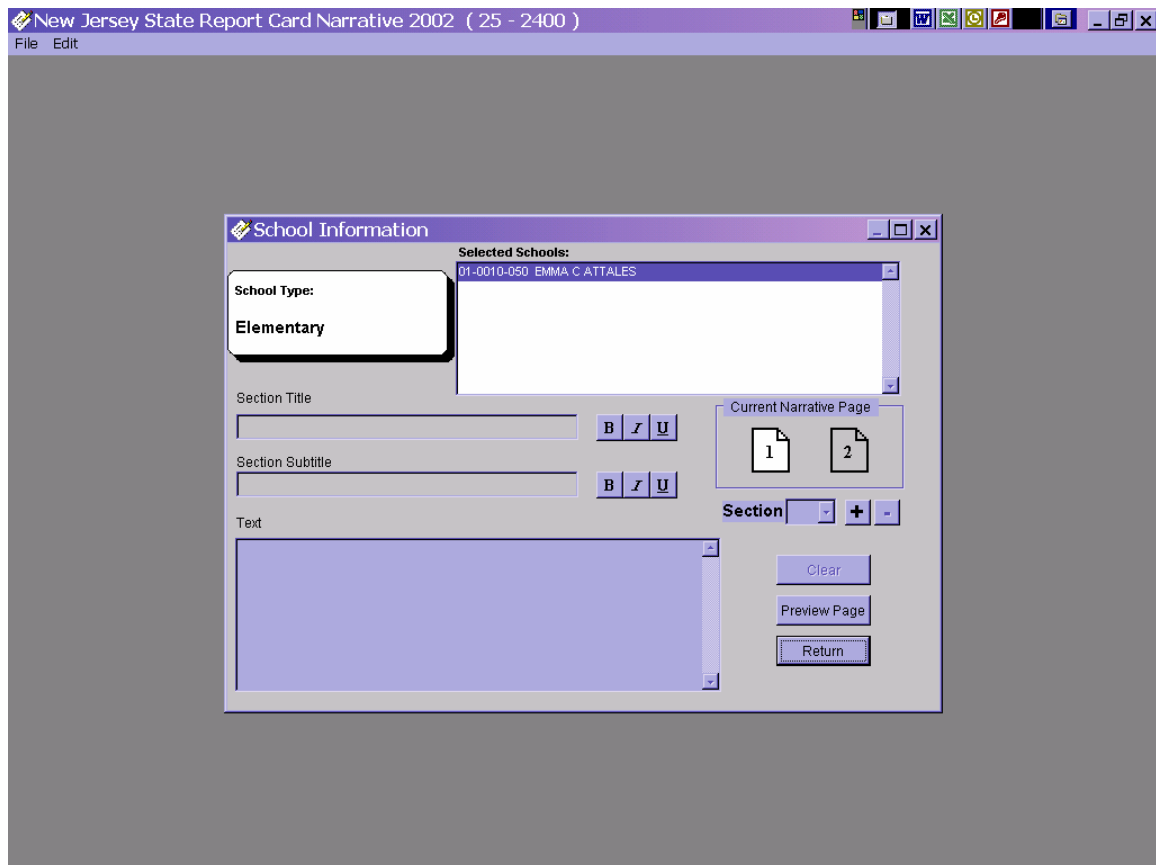 New Jersey State Report Card Narrative 2002 ( 25 - 2400 )
File Edit
School Information
Selected Schools:
01-0010-050 EMMA C ATTALES
School Type:
Elementary
Section Title
B I U
Current Narrative Page
1 2
Section Subtitle
B I U
Section + -
Text
Clear
Preview Page
Return